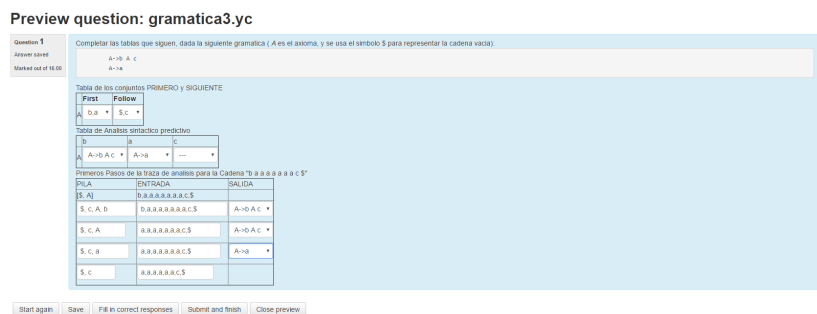 Preview question: gramatica3.yc
Question 1
Answer saved
Marked out of 16.00
Completar las tablas que siguen, dada la siguiente gramatica ( A es el axioma, y se usa el simbolo $ para representar la cadena vacia):
A->b A c
A->a
Tabla de los conjuntos PRIMERO y SIGUIENTE
First Follow
A b,a $,c
Tabla de Analisis sintactico predictivo
b a c
A A->b A c A->a ---
Primeros Pasos de la traza de analisis para la Cadena "b a a a a a a a c $"
PILA ENTRADA SALIDA
[$, A] b,a,a,a,a,a,a,a,c,$
$, c, A, b b,a,a,a,a,a,a,a,c,$ A->b A c
$, c, A a,a,a,a,a,a,a,c,$ A->b A c
$, c, a a,a,a,a,a,a,a,c,$ A->a
$, c a,a,a,a,a,a,c,$
Start again Save Fill in correct responses Submit and finish Close preview